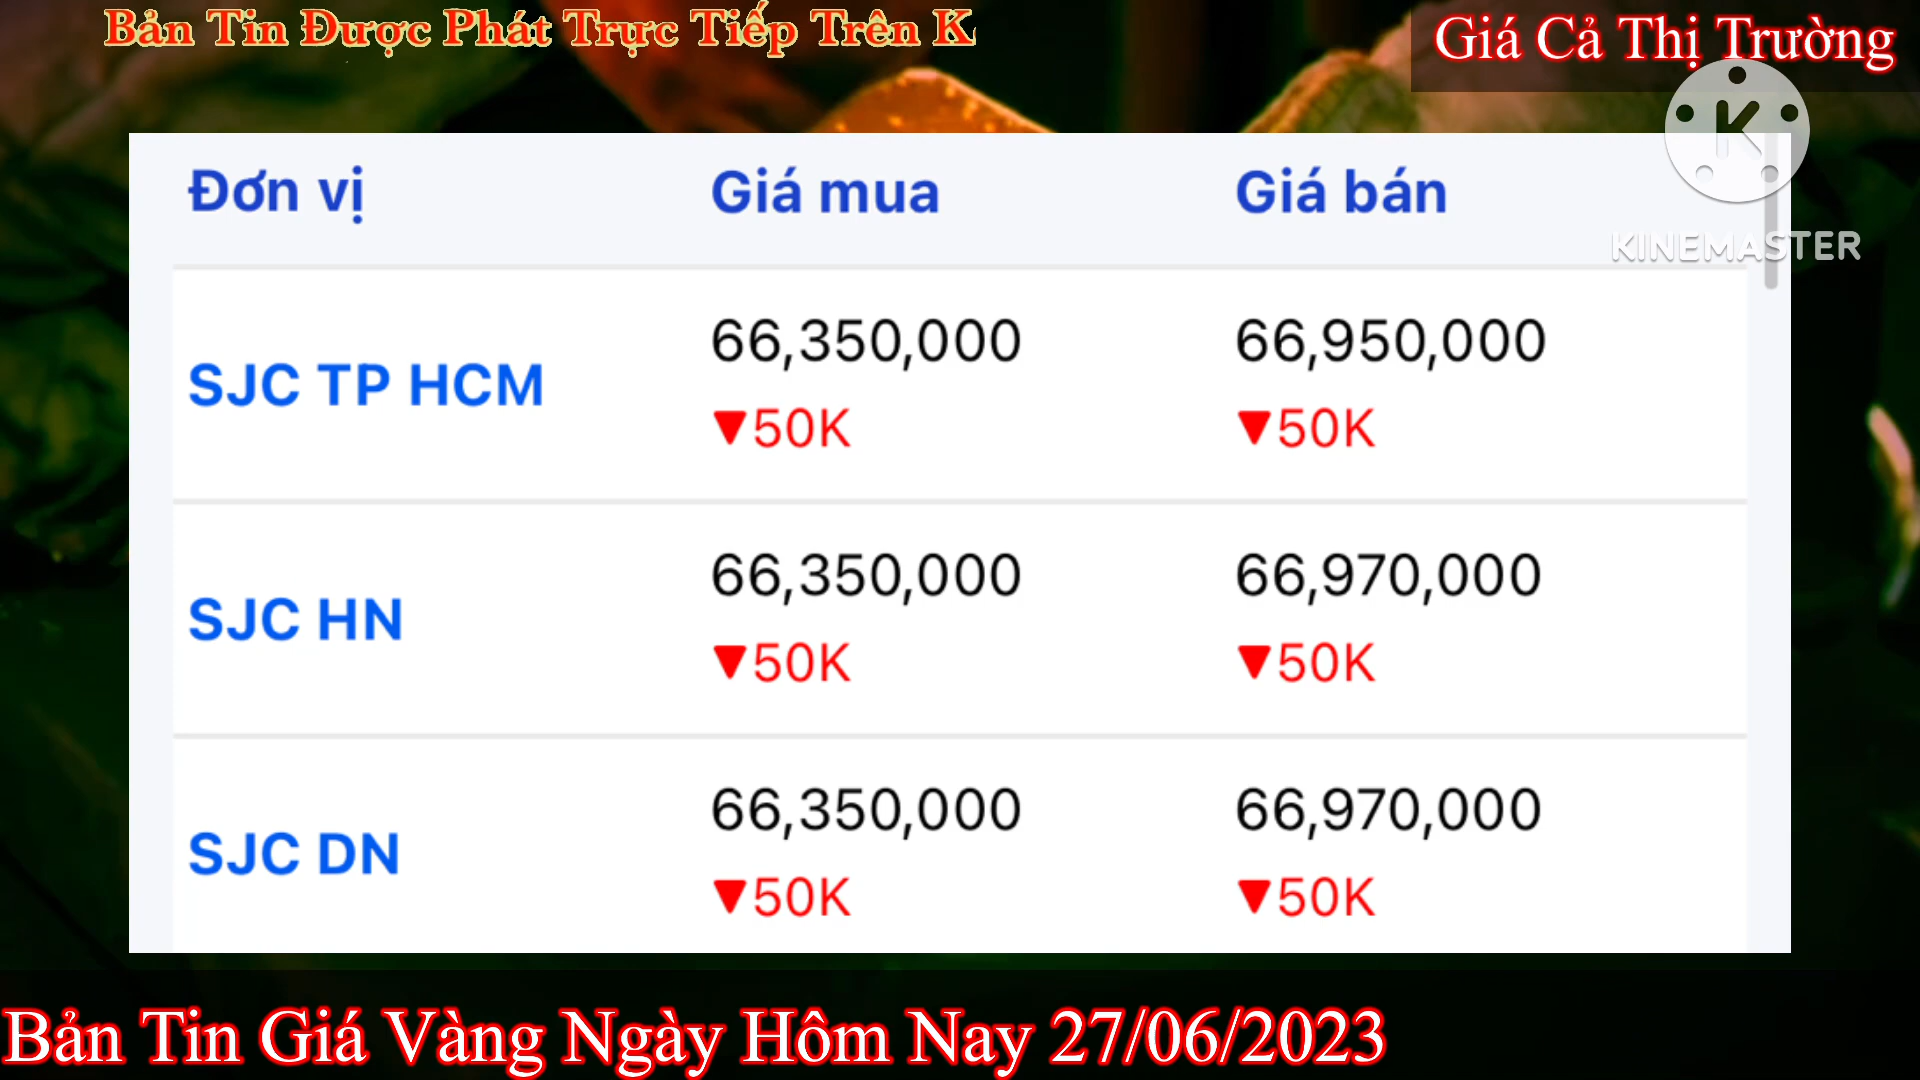 Bản Tin Được Phát Trực Tiếp Trên K
Giá Cả Thị Trường
K
KINEMASTER
Đơn vị Giá mua Giá bán
66,350,000 66,950,000
SJC TP HCM
▼50K ▼50K
66,350,000 66,970,000
SJC HN
▼50K ▼50K
66,350,000 66,970,000
SJC DN
▼50K ▼50K
Bản Tin Giá Vàng Ngày Hôm Nay 27/06/2023